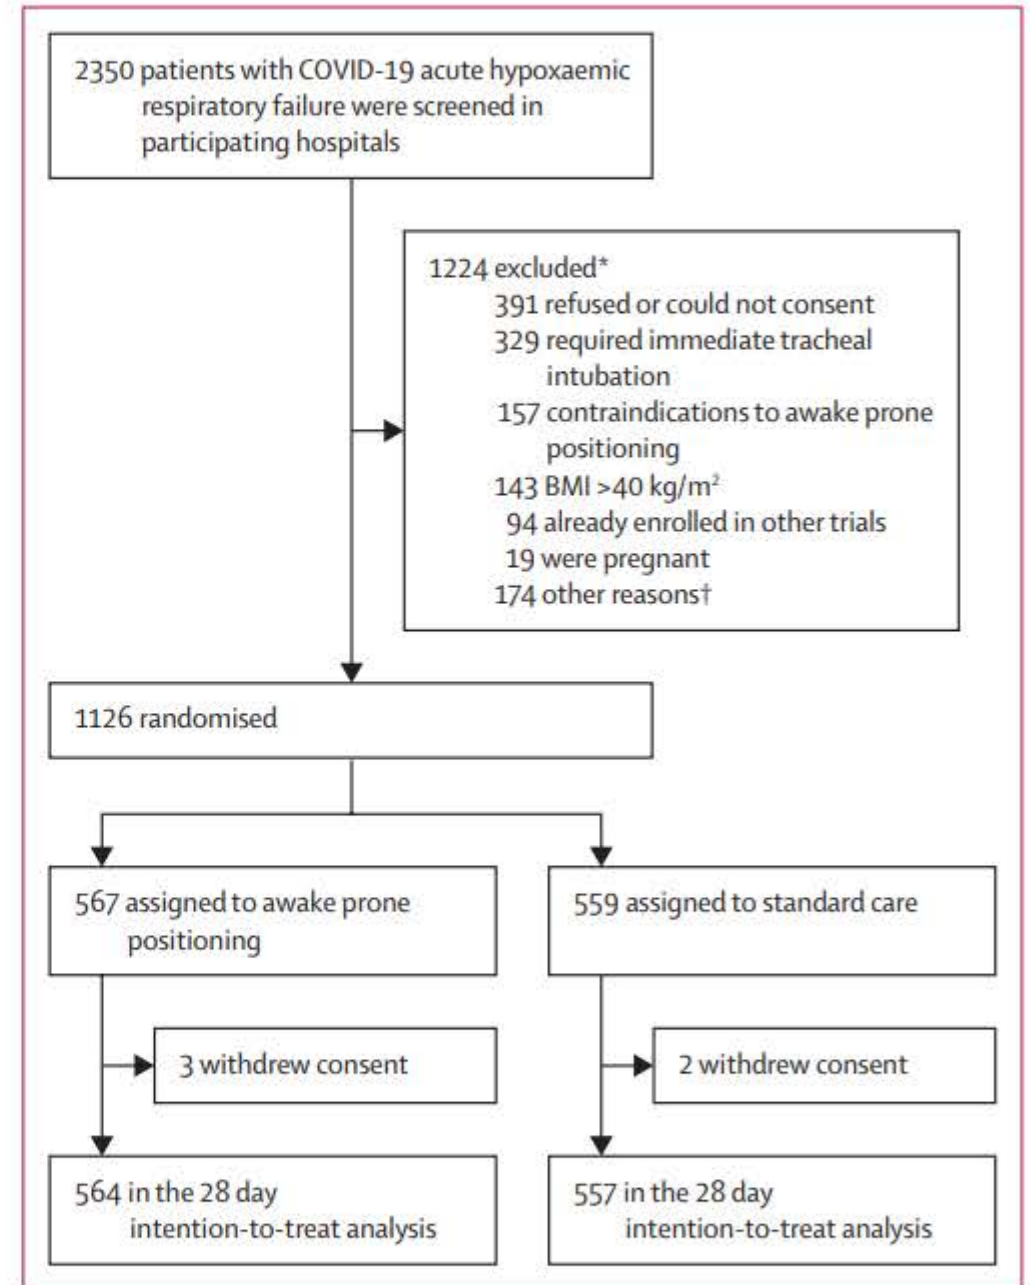 2350 patients with COVID-19 acute hypoxaemic
respiratory failure were screened in
participating hospitals
1224 excluded*
391 refused or could not consent
329 required immediate tracheal
intubation
157 contraindications to awake prone
positioning
143 BMI >40 kg/m²
94 already enrolled in other trials
19 were pregnant
174 other reasons†
1126 randomised
567 assigned to awake prone
positioning
559 assigned to standard care
3 withdrew consent
2 withdrew consent
564 in the 28 day
intention-to-treat analysis
557 in the 28 day
intention-to-treat analysis